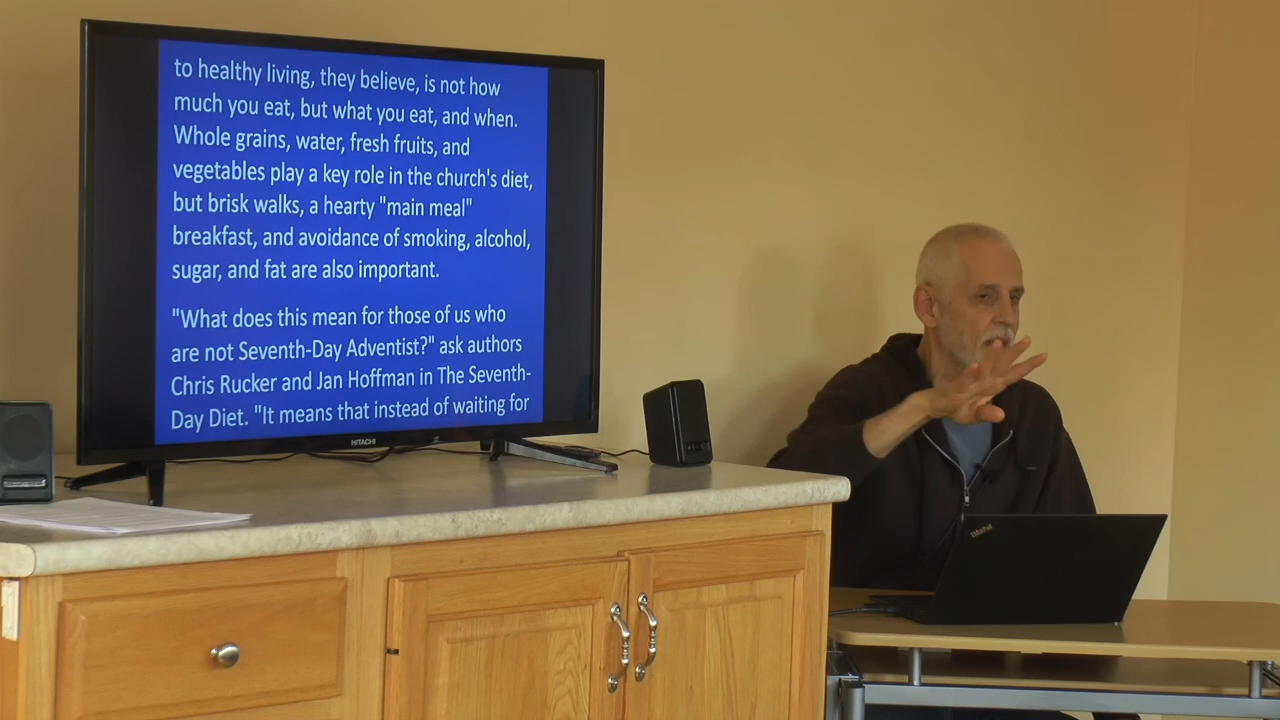 to healthy living, they believe, is not how
much you eat, but what you eat, and when.
Whole grains, water, fresh fruits, and
vegetables play a key role in the church's diet,
but brisk walks, a hearty "main meal"
breakfast, and avoidance of smoking, alcohol,
sugar, and fat are also important.
"What does this mean for those of us who
are not Seventh-Day Adventist?" ask authors
Chris Rucker and Jan Hoffman in The Seventh-
Day Diet. "It means that instead of waiting for
HITACHI
ThinkPad